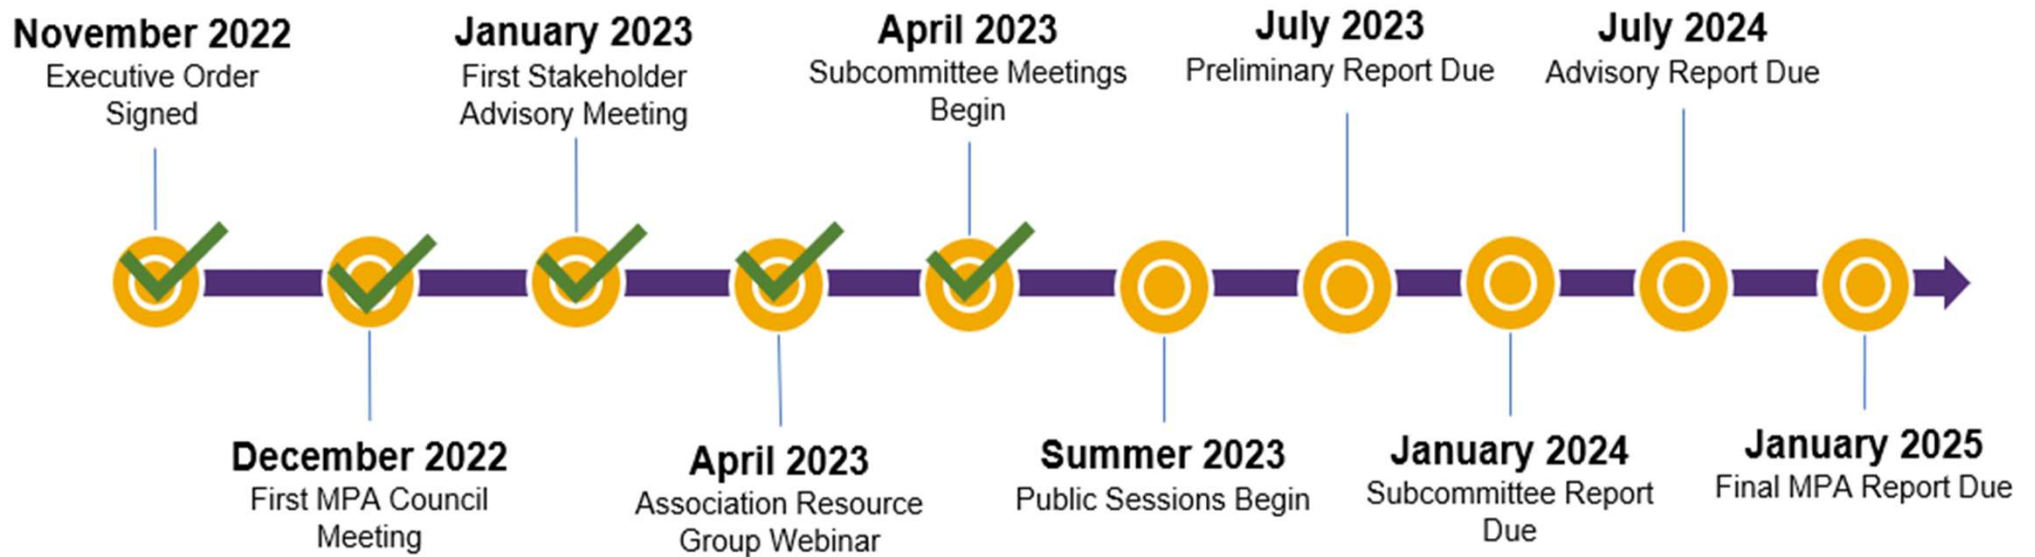 November 2022
Executive Order
Signed
December 2022
First MPA Council
Meeting
January 2023
First Stakeholder
Advisory Meeting
April 2023
Association Resource
Group Webinar
April 2023
Subcommittee Meetings
Begin
Summer 2023
Public Sessions Begin
July 2023
Preliminary Report Due
January 2024
Subcommittee Report
Due
July 2024
Advisory Report Due
January 2025
Final MPA Report Due